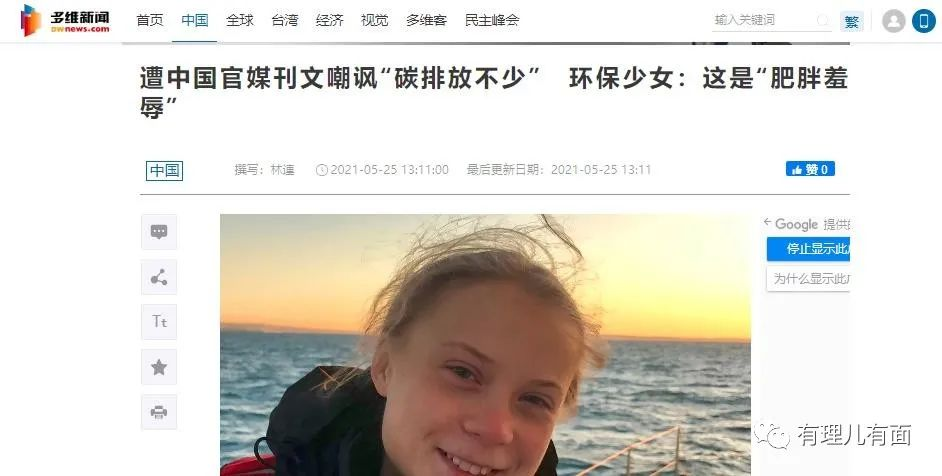 多维新闻
DWNEWS.COM
首页 中国 全球 台湾 经济 视觉 多维客 民主峰会
输入关键词
繁
遭中国官媒刊文嘲讽“碳排放不少” 环保少女：这是“肥胖羞
辱”
中国
撰写：林濂
2021-05-25 13:11:00
最后更新日期：2021-05-25 13:11
赞 0
Google 提供的
停止显示此
为什么显示此
Tt
有理儿有面